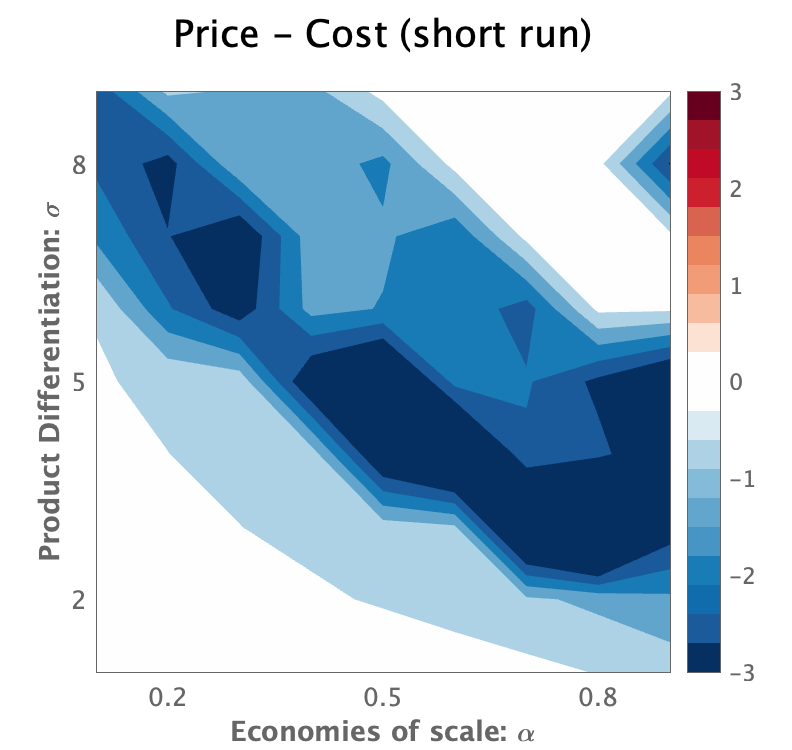 Price – Cost (short run)
3
2
1
0
−1
−2
−3
Product Differentiation: σ
8
5
2
0.2 0.5 0.8
Economies of scale: α